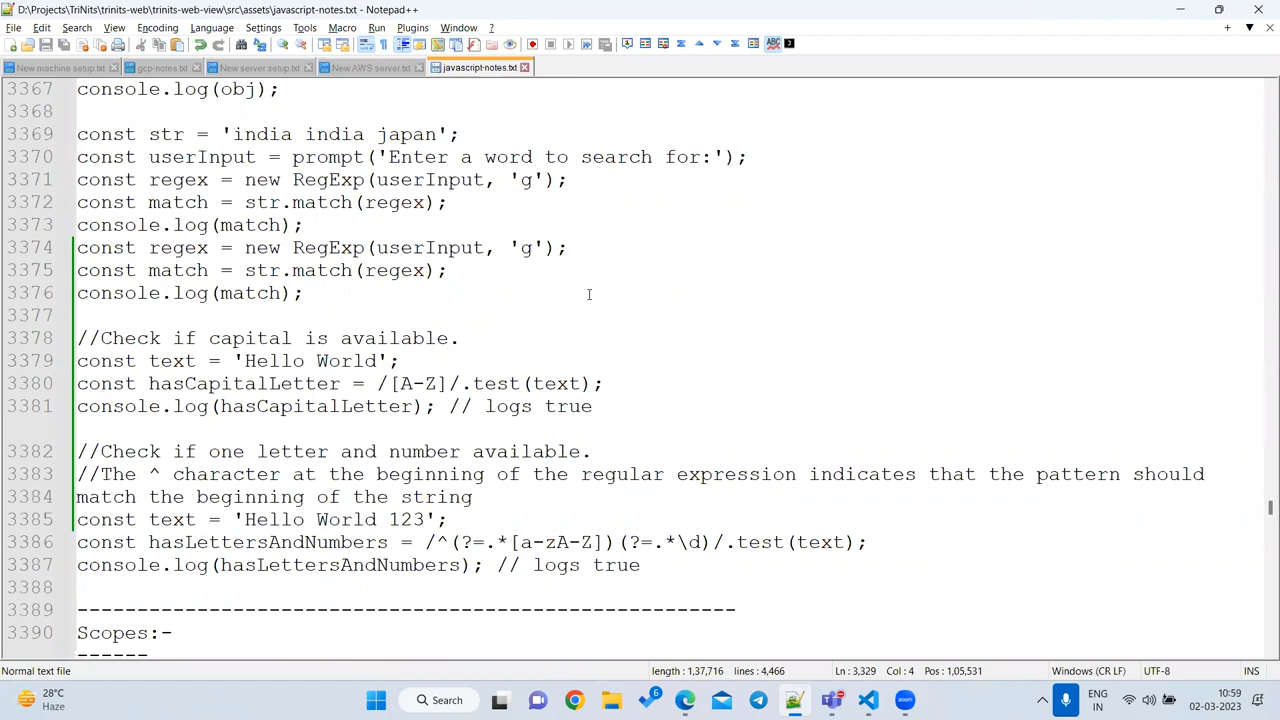 D:\Projects\TriNits\trinits-web\trinits-web-view\src\assets\javascript-notes.txt - Notepad++
File Edit Search View Encoding Language Settings Tools Macro Run Plugins Window ?
New machine setup.txt gcp-notes.txt New server setup.txt New AWS server.txt javascript-notes.txt
3367 console.log(obj);
3368
3369 const str = 'india india japan';
3370 const userInput = prompt('Enter a word to search for:');
3371 const regex = new RegExp(userInput, 'g');
3372 const match = str.match(regex);
3373 console.log(match);
3374 const regex = new RegExp(userInput, 'g');
3375 const match = str.match(regex);
3376 console.log(match);
3377
3378 //Check if capital is available.
3379 const text = 'Hello World';
3380 const hasCapitalLetter = /[A-Z]/.test(text);
3381 console.log(hasCapitalLetter); // logs true
3382 //Check if one letter and number available.
3383 //The ^ character at the beginning of the regular expression indicates that the pattern should
3384 match the beginning of the string
3385 const text = 'Hello World 123';
3386 const hasLettersAndNumbers = /^(?=.*[a-zA-Z])(?=.*\d)/.test(text);
3387 console.log(hasLettersAndNumbers); // logs true
3388
3389 -------------------------------------------------------
3390 Scopes:-
------
Normal text file length : 1,37,716 lines : 4,466 Ln : 3,329 Col : 4 Pos : 1,05,531 Windows (CR LF) UTF-8 INS
28°C
Haze
Search
6
ENG
IN
10:59
02-03-2023